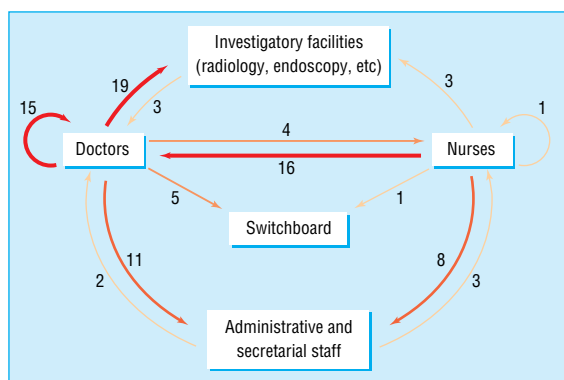 Investigatory facilities
(radiology, endoscopy, etc)
19
3
3
15
1
4
Doctors
Nurses
16
5
1
Switchboard
11
8
2
3
Administrative and
secretarial staff